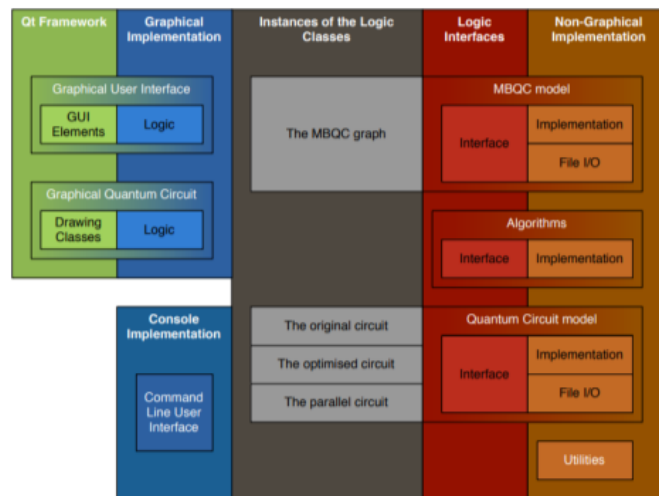 Qt Framework
Graphical
Implementation
Instances of the Logic
Classes
Logic
Interfaces
Non-Graphical
Implementation
Graphical User Interface
GUI
Elements
Logic
The MBQC graph
MBQC model
Interface
Implementation
File I/O
Graphical Quantum Circuit
Drawing
Classes
Logic
Algorithms
Interface
Implementation
Console
Implementation
Command
Line User
Interface
The original circuit
The optimised circuit
The parallel circuit
Quantum Circuit model
Interface
Implementation
File I/O
Utilities